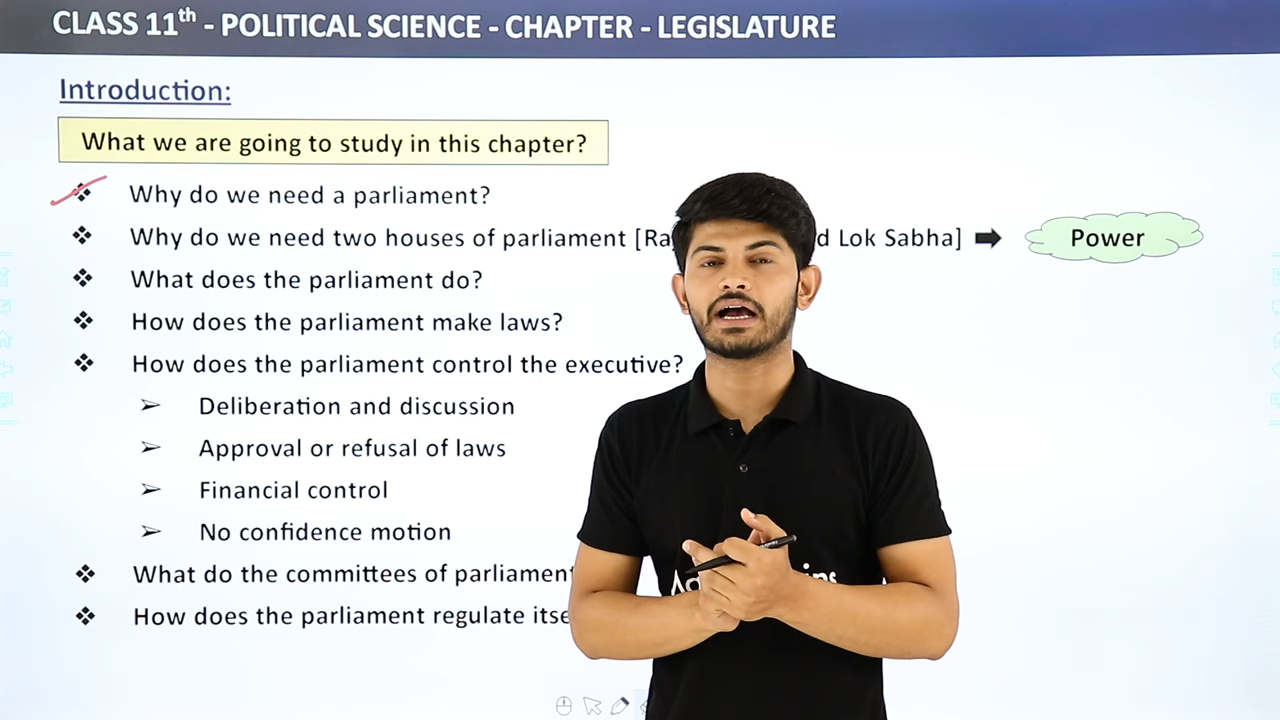 CLASS 11th - POLITICAL SCIENCE - CHAPTER - LEGISLATURE
Introduction:
What we are going to study in this chapter?
Why do we need a parliament?
Why do we need two houses of parliament [Ra d Lok Sabha] Power
What does the parliament do?
How does the parliament make laws?
How does the parliament control the executive?
Deliberation and discussion
Approval or refusal of laws
Financial control
No confidence motion
What do the committees of parliament
How does the parliament regulate itse